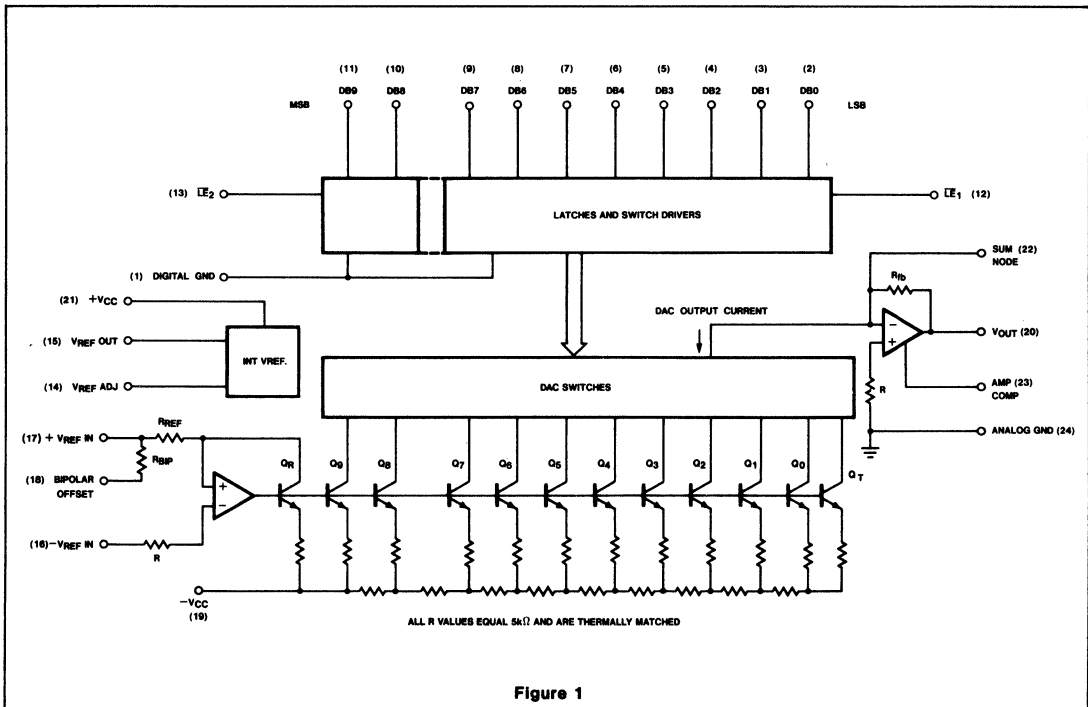 (11) (10) (9) (8) (7) (6) (5) (4) (3) (2)
MSB DB9 DB8 DB7 DB6 DB5 DB4 DB3 DB2 DB1 DB0 LSB
(13) L̅E̅2 LATCHES AND SWITCH DRIVERS L̅E̅1 (12)
(1) DIGITAL GND
SUM (22)
NODE
Rfb
(21) +VCC
DAC OUTPUT CURRENT
(15) VREF OUT
INT VREF.
VOUT (20)
(14) VREF ADJ
DAC SWITCHES
R
AMP (23)
COMP
ANALOG GND (24)
(17) + VREF IN RREF
RBIP
(18) BIPOLAR
OFFSET
QR Q9 Q8 Q7 Q6 Q5 Q4 Q3 Q2 Q1 Q0 QT
+
−
(16) −VREF IN
R
−
+
−VCC
(19)
ALL R VALUES EQUAL 5kΩ AND ARE THERMALLY MATCHED
Figure 1